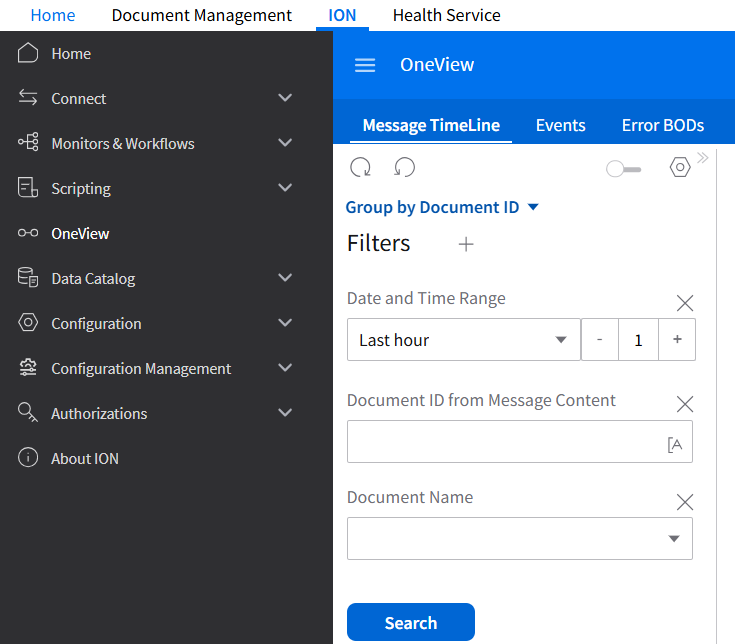 Home Document Management ION Health Service
Home
Connect
Monitors & Workflows
Scripting
OneView
Data Catalog
Configuration
Configuration Management
Authorizations
About ION
OneView
Message TimeLine Events Error BODs
Group by Document ID
Filters
Date and Time Range
Last hour - 1 +
Document ID from Message Content
[A
Document Name
Search